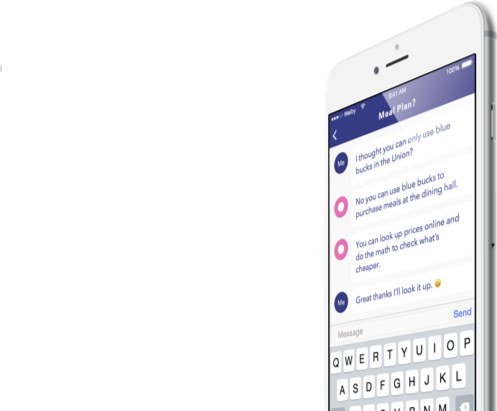 9:41 AM
100%
Meal Plan?
Me
I thought you can only use blue
bucks in the Union?
No you can use blue bucks to
purchase meals at the dining hall.
You can look up prices online and
do the math to check what's
cheaper.
Me
Great thanks I'll look it up. 😀
Message
Send
Q W E R T Y U I O P
A S D F G H J K L
V B N M